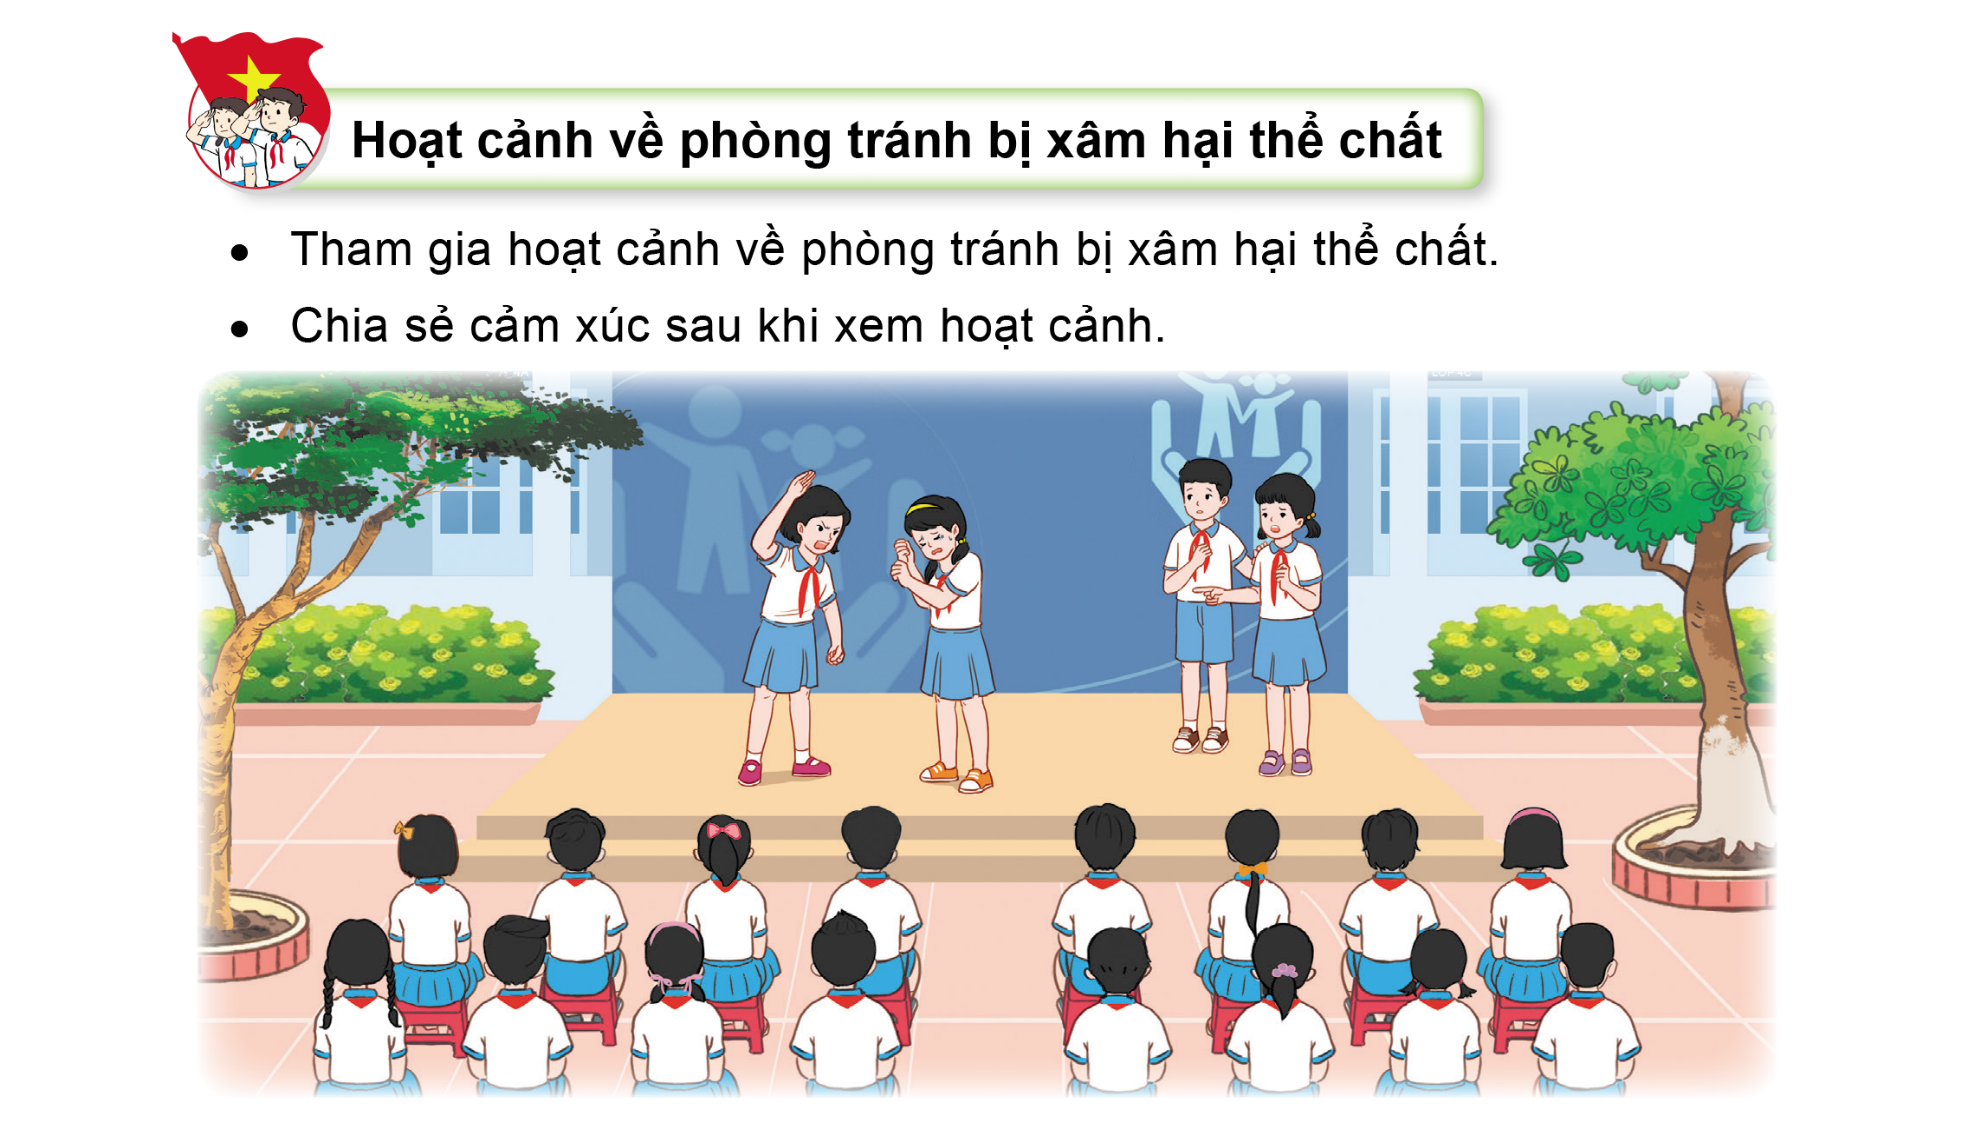 Hoạt cảnh về phòng tránh bị xâm hại thể chất
• Tham gia hoạt cảnh về phòng tránh bị xâm hại thể chất.
• Chia sẻ cảm xúc sau khi xem hoạt cảnh.